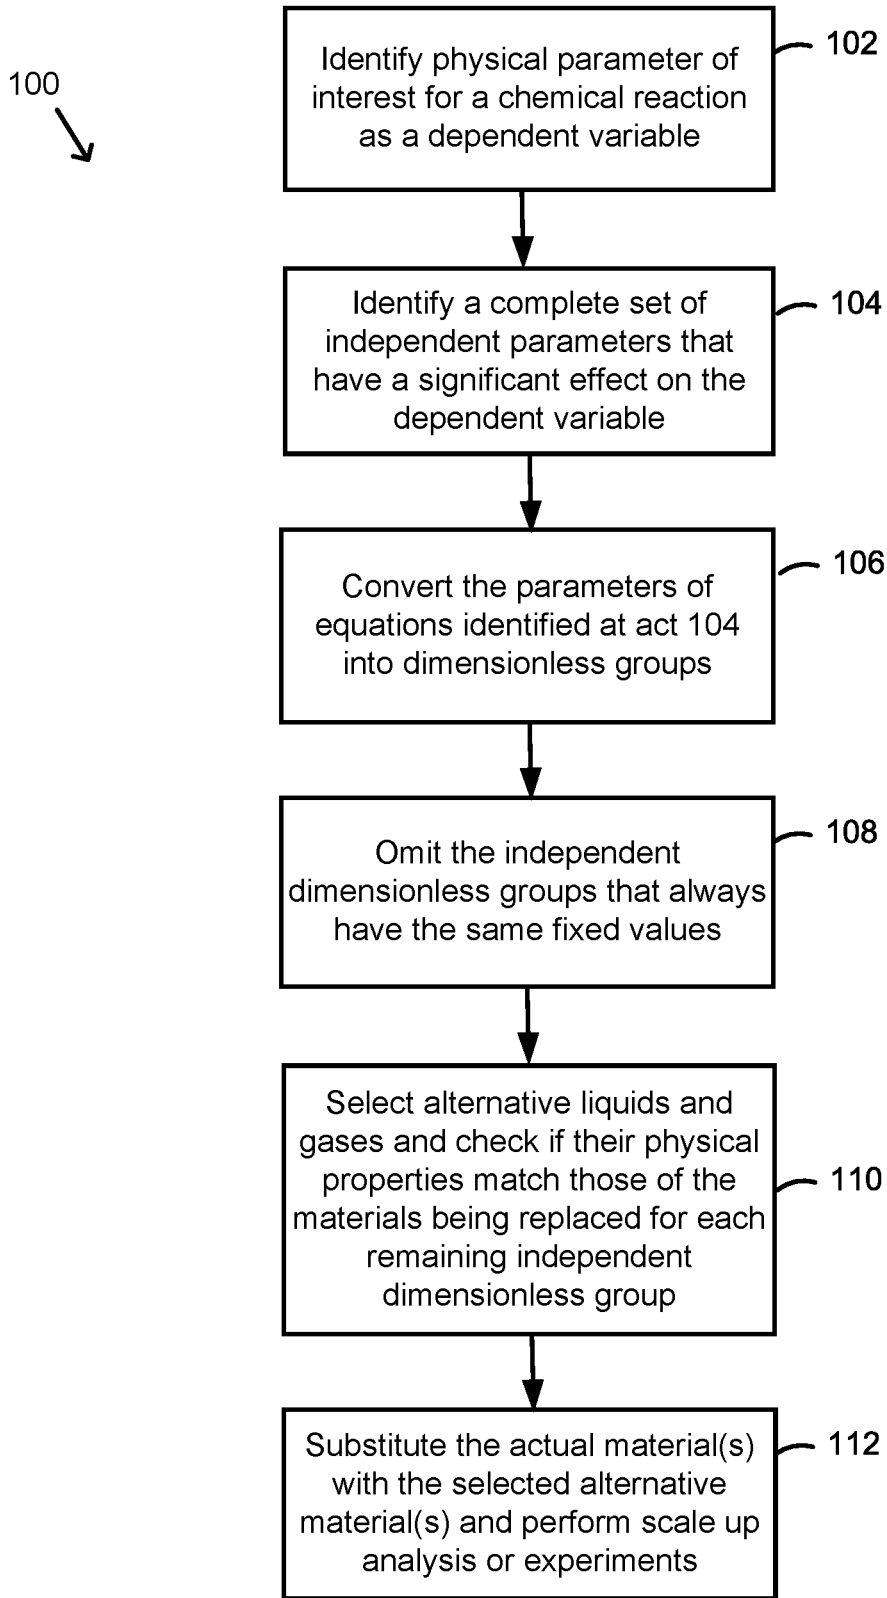 100
Identify physical parameter of
interest for a chemical reaction
as a dependent variable
102
Identify a complete set of
independent parameters that
have a significant effect on the
dependent variable
104
Convert the parameters of
equations identified at act 104
into dimensionless groups
106
Omit the independent
dimensionless groups that always
have the same fixed values
108
Select alternative liquids and
gases and check if their physical
properties match those of the
materials being replaced for each
remaining independent
dimensionless group
110
Substitute the actual material(s)
with the selected alternative
material(s) and perform scale up
analysis or experiments
112